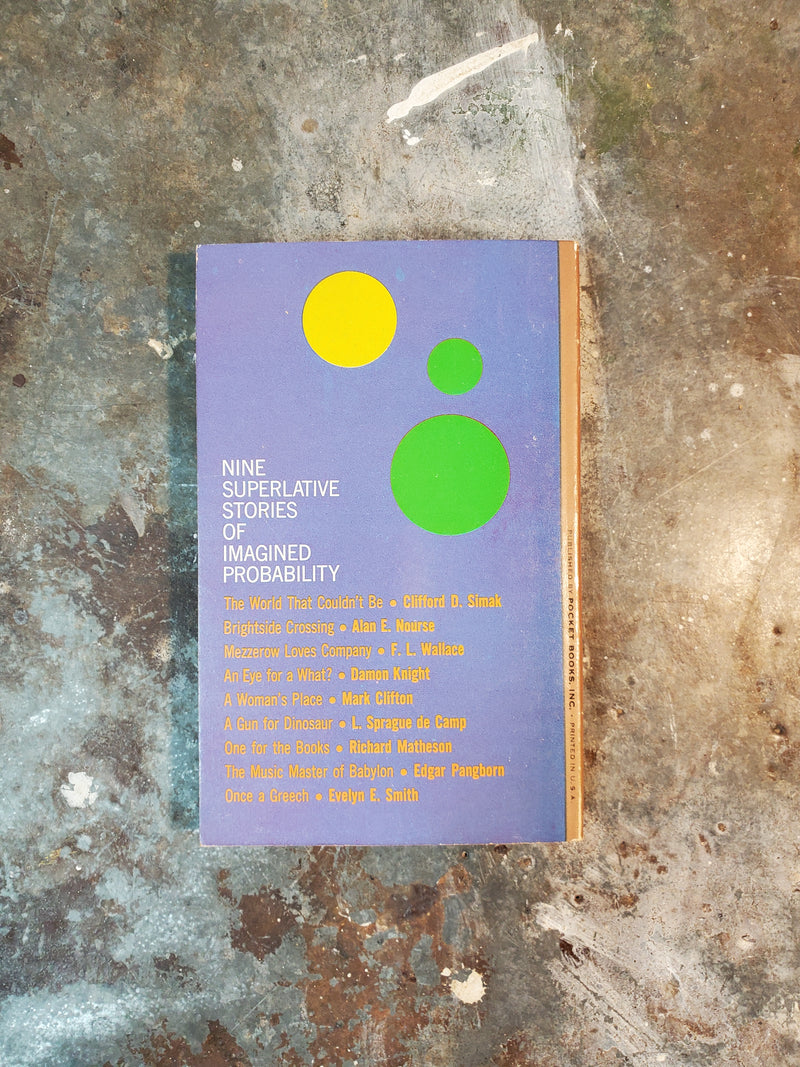 NINE
SUPERLATIVE
STORIES
OF
IMAGINED
PROBABILITY
The World That Couldn't Be • Clifford D. Simak
Brightside Crossing • Alan E. Nourse
Mezzerow Loves Company • F. L. Wallace
An Eye for a What? • Damon Knight
A Woman's Place • Mark Clifton
A Gun for Dinosaur • L. Sprague de Camp
One for the Books • Richard Matheson
The Music Master of Babylon • Edgar Pangborn
Once a Greech • Evelyn E. Smith
PUBLISHED BY POCKET BOOKS, INC. • PRINTED IN U.S.A.